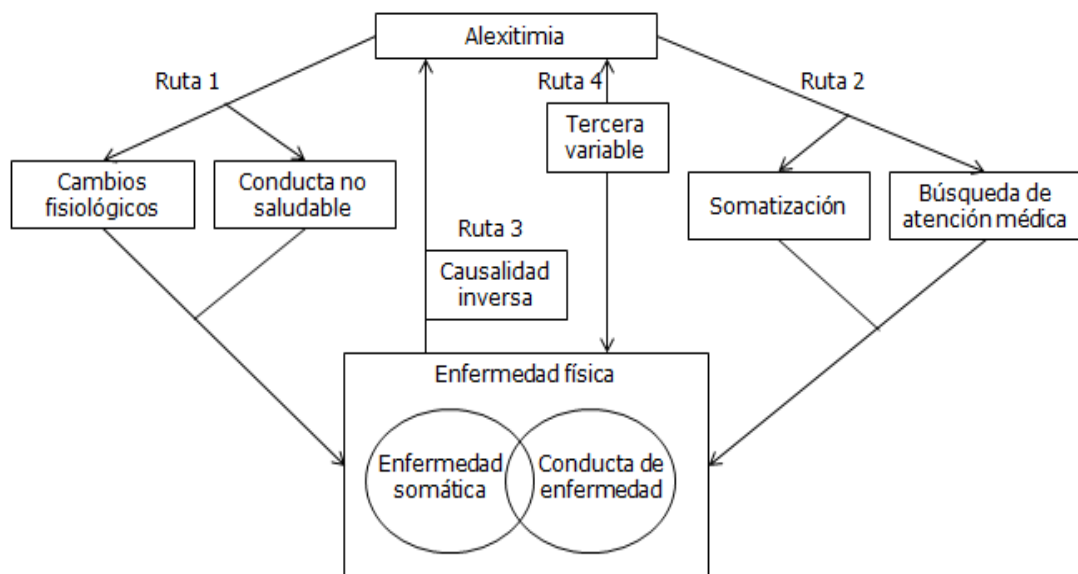 Alexitimia
Ruta 1
Ruta 4
Ruta 2
Tercera
variable
Cambios
fisiológicos
Conducta no
saludable
Somatización
Búsqueda de
atención médica
Ruta 3
Causalidad
inversa
Enfermedad física
Enfermedad
somática
Conducta de
enfermedad